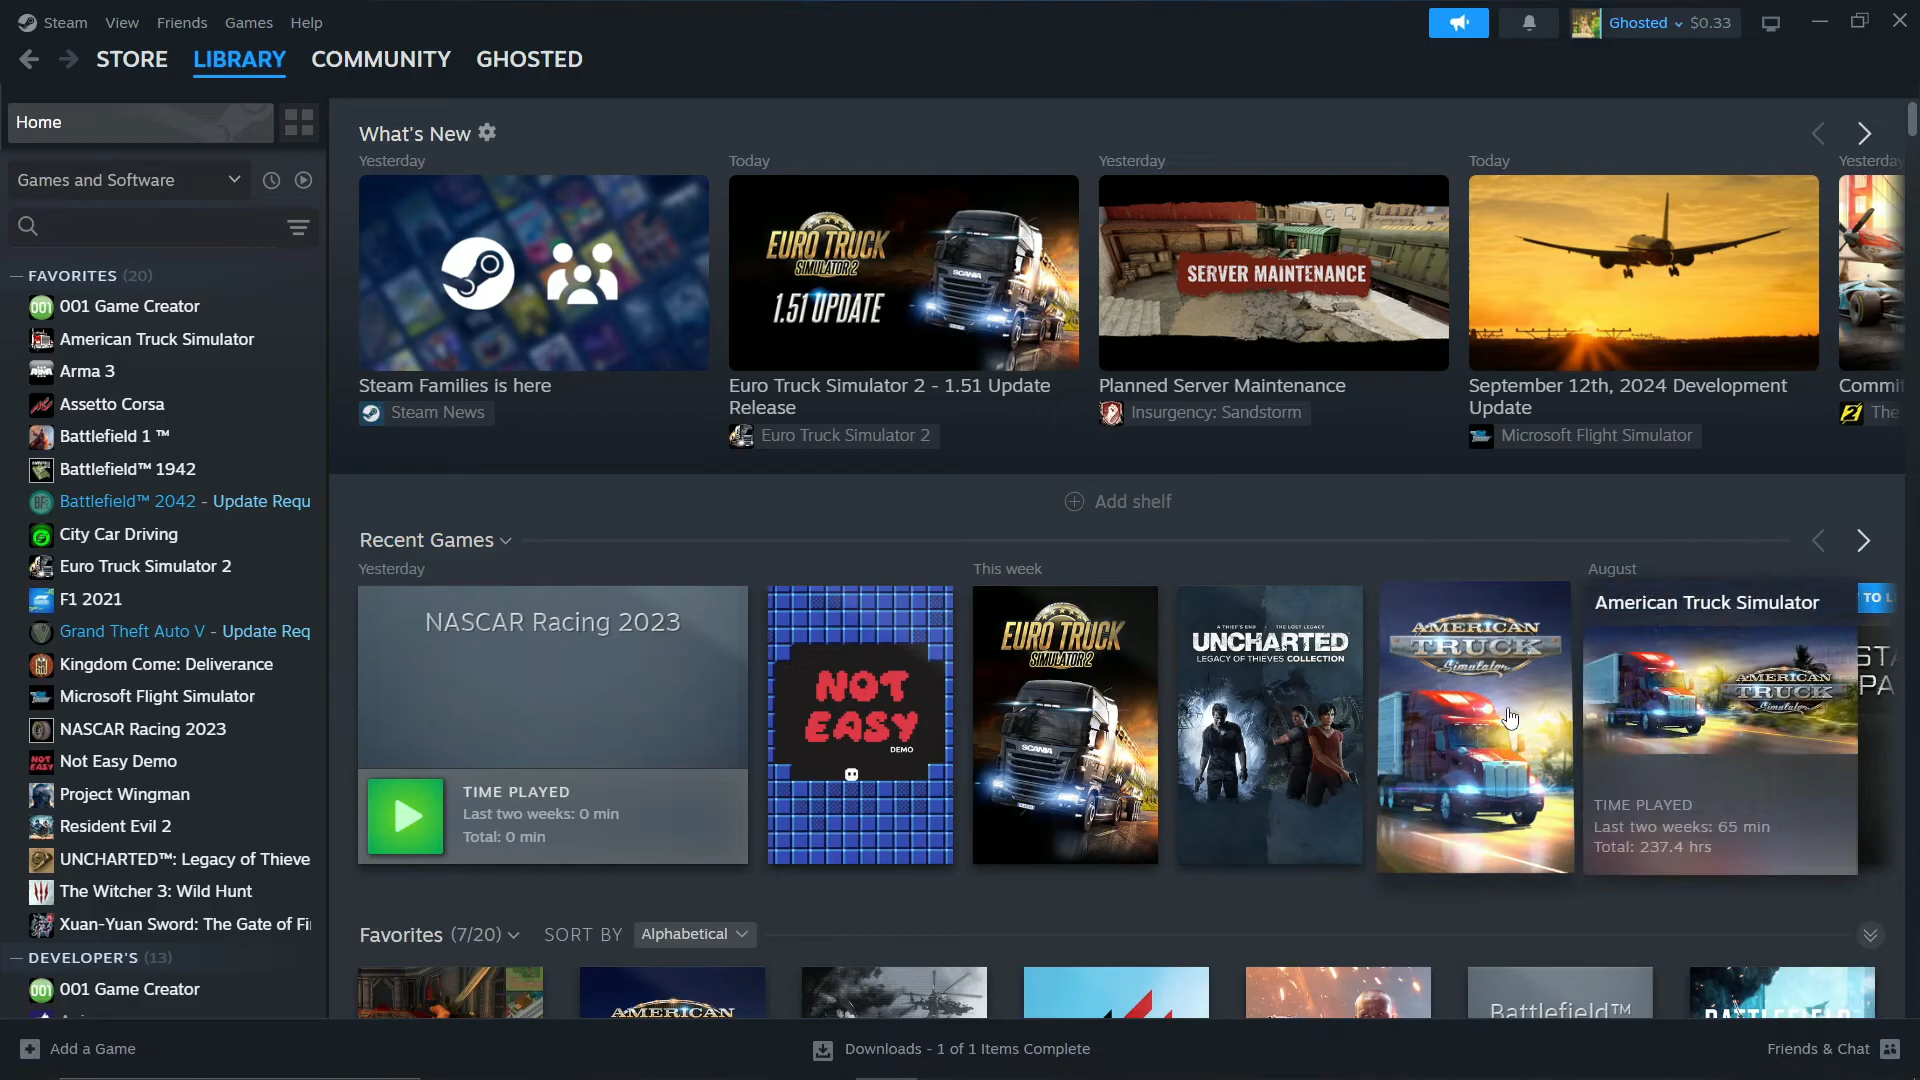 Steam View Friends Games Help
Ghosted $0.33
STORE LIBRARY COMMUNITY GHOSTED
Home
Games and Software
FAVORITES (20)
001 Game Creator
American Truck Simulator
Arma 3
Assetto Corsa
Battlefield 1 ™
Battlefield™ 1942
Battlefield™ 2042 - Update Requ
City Car Driving
Euro Truck Simulator 2
F1 2021
Grand Theft Auto V - Update Req
Kingdom Come: Deliverance
Microsoft Flight Simulator
NASCAR Racing 2023
Not Easy Demo
Project Wingman
Resident Evil 2
UNCHARTED™: Legacy of Thieve
The Witcher 3: Wild Hunt
Xuan-Yuan Sword: The Gate of Fi
DEVELOPER'S (13)
001 Game Creator
What's New
Yesterday
Steam Families is here
Steam News
Today
EURO TRUCK
SIMULATOR 2
1.51 UPDATE
Euro Truck Simulator 2 - 1.51 Update
Release
Euro Truck Simulator 2
Yesterday
SERVER MAINTENANCE
Planned Server Maintenance
Insurgency: Sandstorm
Today
September 12th, 2024 Development
Update
Microsoft Flight Simulator
Yesterday
Commit
The
Add shelf
Recent Games
Yesterday
NASCAR Racing 2023
TIME PLAYED
Last two weeks: 0 min
Total: 0 min
NOT
EASY
DEMO
This week
EURO TRUCK
SIMULATOR 2
SCANIA
A THIEF'S END THE LOST LEGACY
UNCHARTED
LEGACY OF THIEVES COLLECTION
AMERICAN
TRUCK
Simulator
August
American Truck Simulator
AMERICAN
TRUCK
Simulator
TIME PLAYED
Last two weeks: 65 min
Total: 237.4 hrs
TO L
STA
PA
Favorites (7/20) SORT BY Alphabetical
AMERICAN
Battlefield™
BATTLEFIELD
Add a Game
Downloads - 1 of 1 Items Complete
Friends & Chat